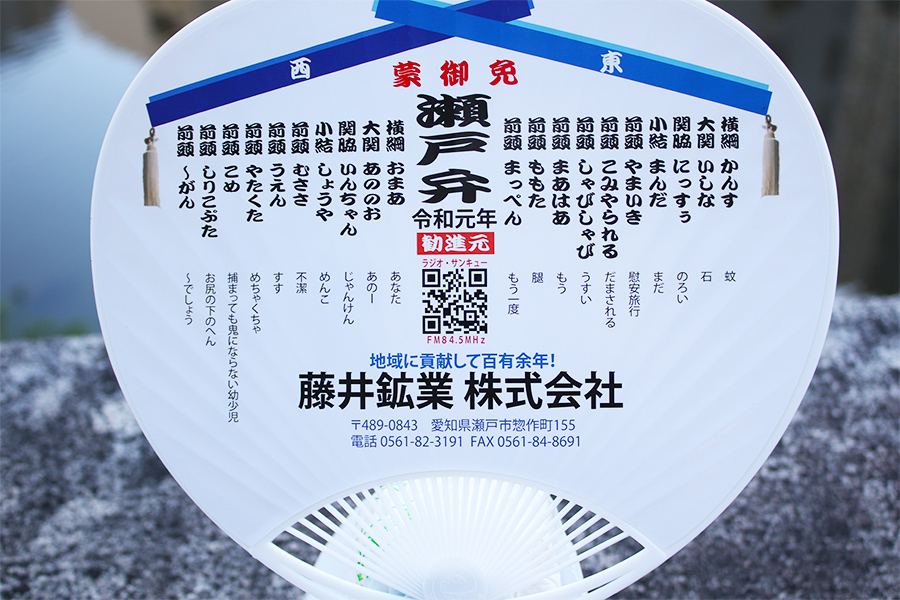 東
西
蒙御免
瀬戸弁
令和元年
勧進元
ラジオ・サンキュー
FM84.5MHz
横綱 かんす 蚊
大関 いしな 石
関脇 にっすぅ のろい
小結 まんだ まだ
前頭 やまいき 慰安旅行
前頭 こみやられる だまされる
前頭 しゃびしゃび うすい
前頭 まあはあ もう
前頭 ももた 腿
前頭 まっぺん もう一度
横綱 おまあ あなた
大関 あののお あのー
関脇 いんちゃん じゃんけん
小結 しょうや めんこ
前頭 むささ 不潔
前頭 うえん すす
前頭 やたくた めちゃくちゃ
前頭 こめ 捕まっても鬼にならない幼少児
前頭 しりこぶた お尻の下のへん
前頭 ～がん ～でしょう
地域に貢献して百有余年!
藤井鉱業 株式会社
〒489-0843 愛知県瀬戸市惣作町155
電話 0561-82-3191 FAX 0561-84-8691